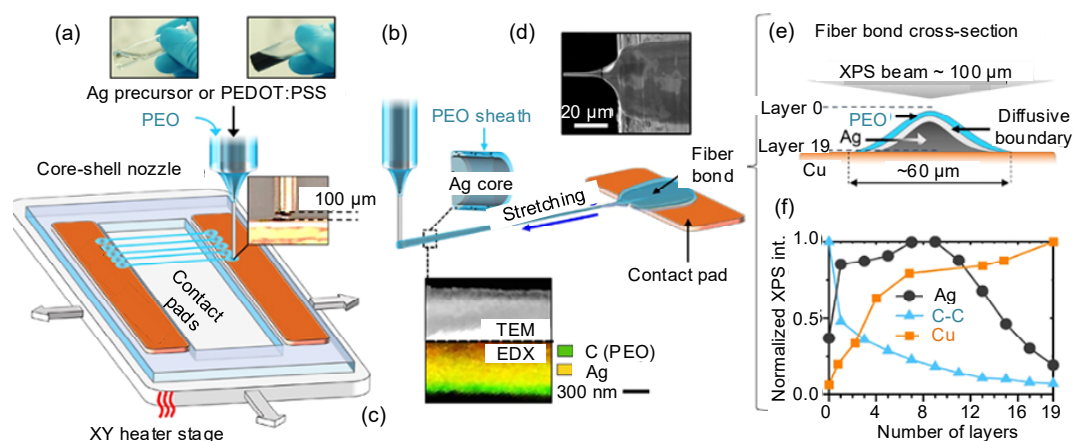 (a)
Ag precursor or PEDOT:PSS
PEO
Core-shell nozzle
100 µm
Contact
pads
XY heater stage
(b)
PEO sheath
Ag core
Stretching
Fiber
bond
Contact pad
(c)
TEM
EDX
C (PEO)
Ag
300 nm
(d)
20 µm
(e)
Fiber bond cross-section
XPS beam ~ 100 µm
Layer 0
PEO
Ag
Layer 19
Cu
Diffusive
boundary
~60 µm
(f)
Normalized XPS int.
1.0
0.5
0.0
Ag
C-C
Cu
0 4 8 12 16 19
Number of layers